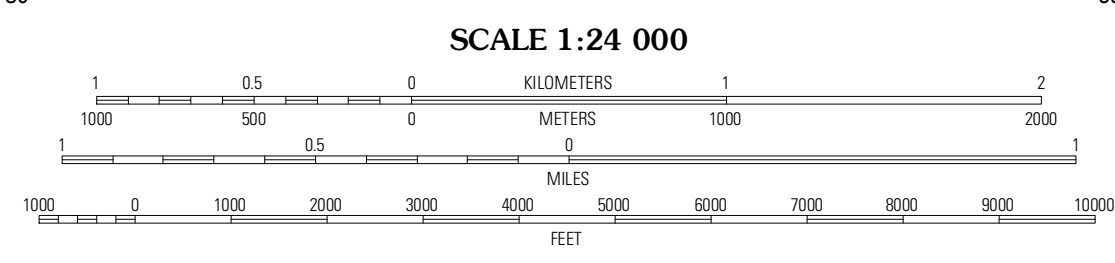 SCALE 1:24 000
1 0.5 0 KILOMETERS 1 2
1000 500 0 METERS 1000 2000
1 0.5 0 1
MILES
1000 0 1000 2000 3000 4000 5000 6000 7000 8000 9000 10000
FEET